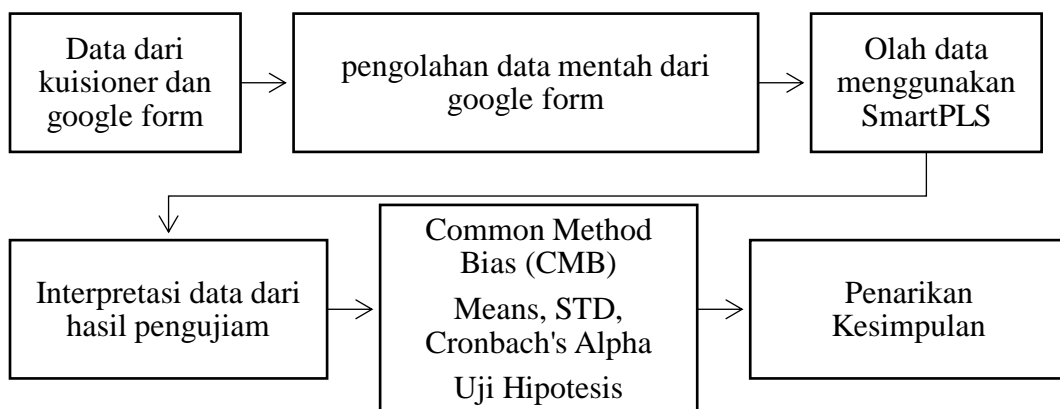 Data dari
kuisioner dan
google form
pengolahan data mentah dari
google form
Olah data
menggunakan
SmartPLS
Interpretasi data dari
hasil pengujiam
Common Method
Bias (CMB)
Means, STD,
Cronbach's Alpha
Uji Hipotesis
Penarikan
Kesimpulan